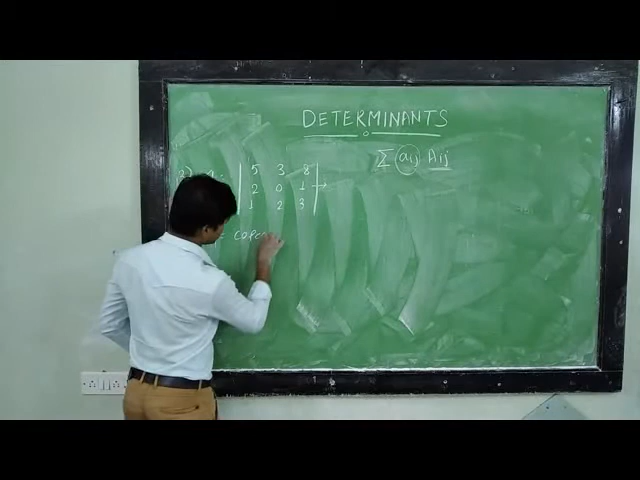 DETERMINANTS
Σ aij Aij
5 3 8
2 0 1
1 2 3
=